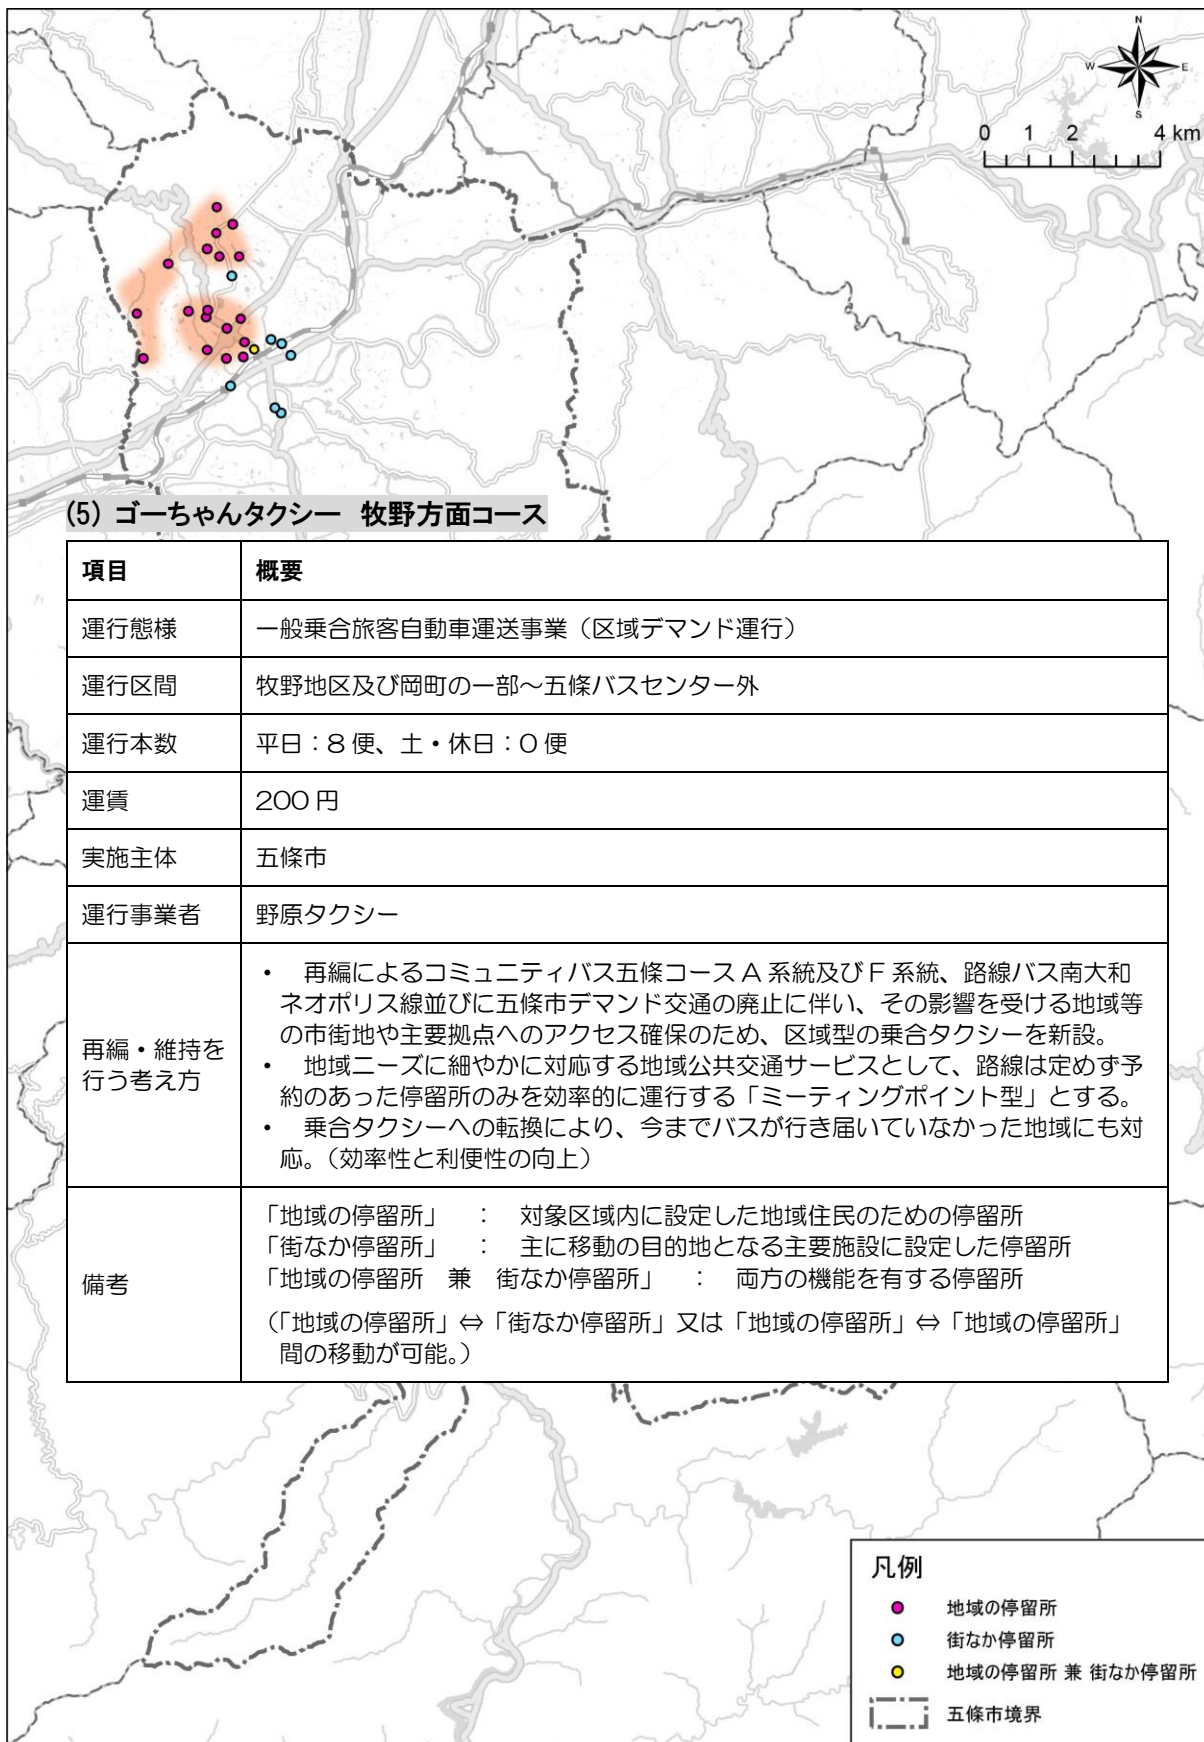 N
W E
S
0 1 2 4 km
(5) ゴーちゃんタクシー 牧野方面コース
項目 概要
運行態様 一般乗合旅客自動車運送事業（区域デマンド運行）
運行区間 牧野地区及び岡町の一部～五條バスセンター外
運行本数 平日：8便、土・休日：0便
運賃 200円
実施主体 五條市
運行事業者 野原タクシー
再編・維持を
行う考え方
・ 再編によるコミュニティバス五條コースA系統及びF系統、路線バス南大和
ネオポリス線並びに五條市デマンド交通の廃止に伴い、その影響を受ける地域等
の市街地や主要拠点へのアクセス確保のため、区域型の乗合タクシーを新設。
・ 地域ニーズに細やかに対応する地域公共交通サービスとして、路線は定めず予
約のあった停留所のみを効率的に運行する「ミーティングポイント型」とする。
・ 乗合タクシーへの転換により、今までバスが行き届いていなかった地域にも対
応。（効率性と利便性の向上）
備考
「地域の停留所」 ： 対象区域内に設定した地域住民のための停留所
「街なか停留所」 ： 主に移動の目的地となる主要施設に設定した停留所
「地域の停留所 兼 街なか停留所」 ： 両方の機能を有する停留所
（「地域の停留所」⇔「街なか停留所」又は「地域の停留所」⇔「地域の停留所」
間の移動が可能。）
凡例
地域の停留所
街なか停留所
地域の停留所 兼 街なか停留所
五條市境界